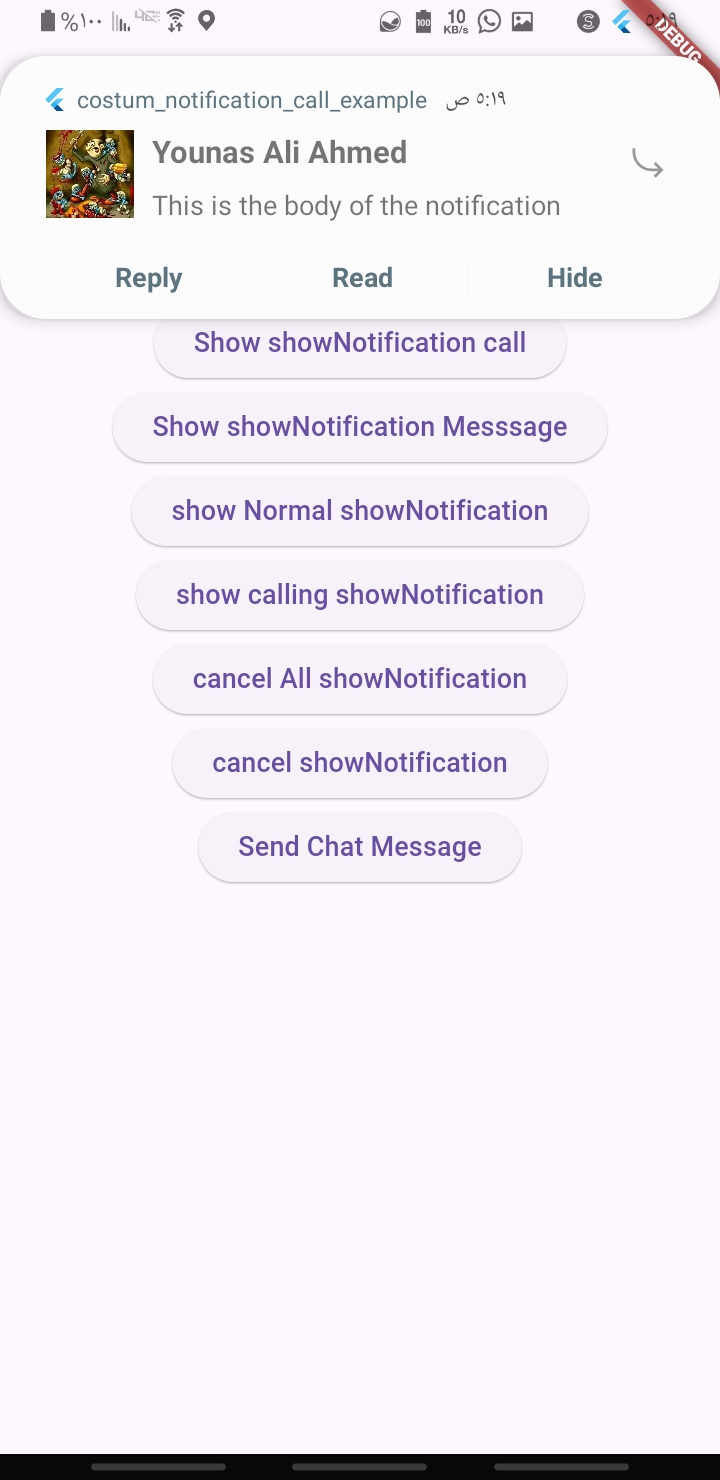 %١٠٠ 100 10 KB/s ٥:١٩
DEBUG
costum_notification_call_example ٥:١٩ ص
Younas Ali Ahmed
This is the body of the notification
Reply Read Hide
Show showNotification call
Show showNotification Messsage
show Normal showNotification
show calling showNotification
cancel All showNotification
cancel showNotification
Send Chat Message